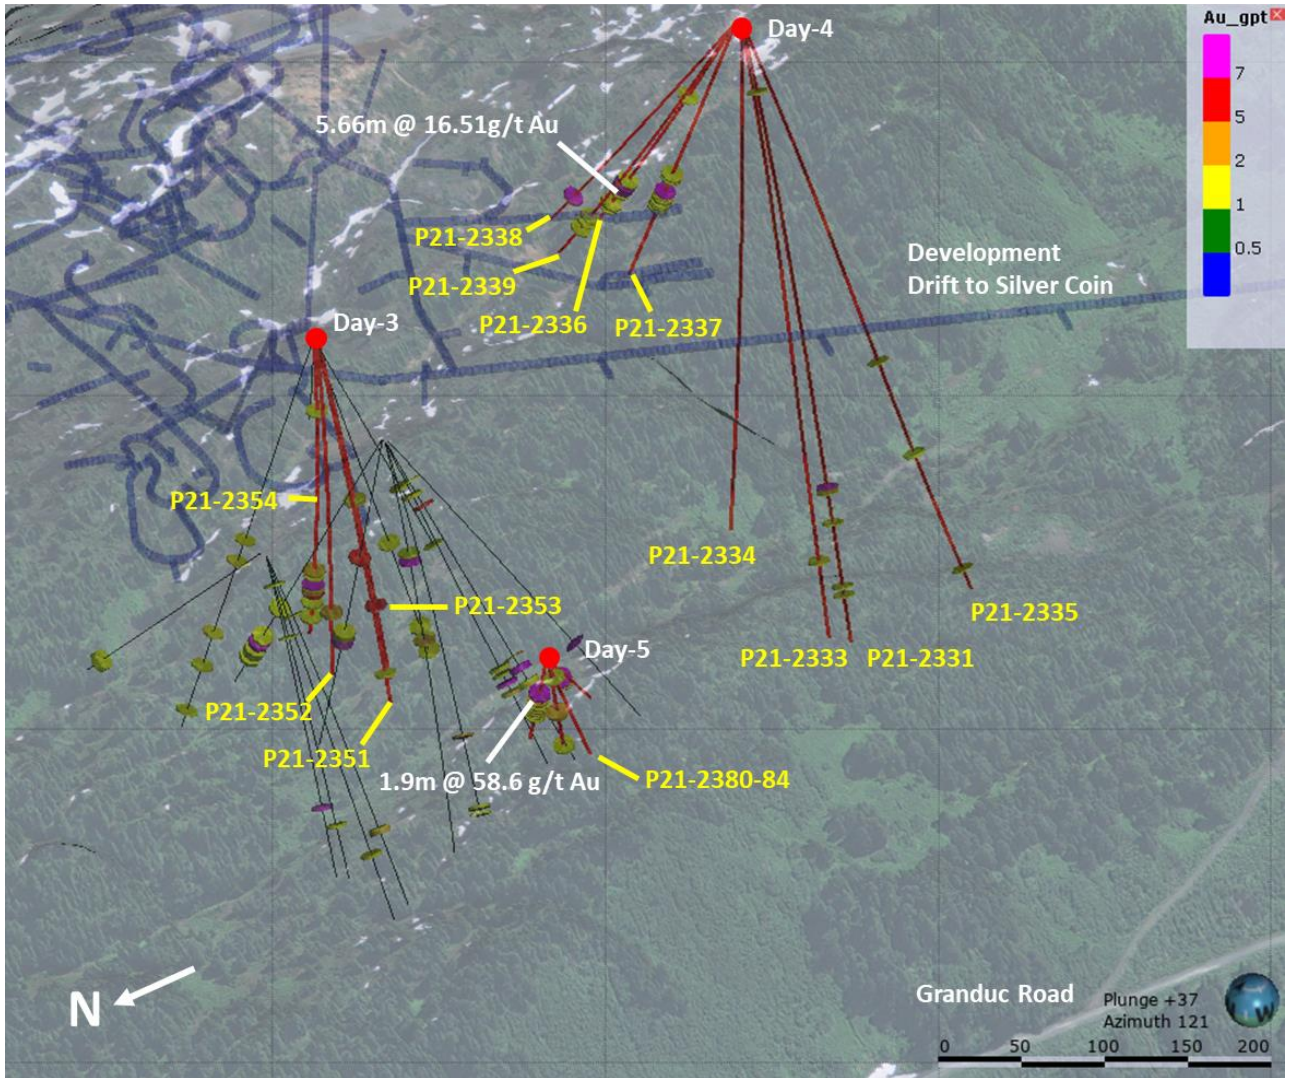 Au_gpt
Day-4
7
5
5.66m @ 16.51g/t Au
2
1
P21-2338
0.5
Development
Drift to Silver Coin
P21-2339
P21-2336
P21-2337
Day-3
P21-2354
P21-2334
P21-2353
P21-2335
Day-5
P21-2333
P21-2331
P21-2352
P21-2351
1.9m @ 58.6 g/t Au
P21-2380-84
N
Granduc Road
Plunge +37
Azimuth 121
W
0 50 100 150 200